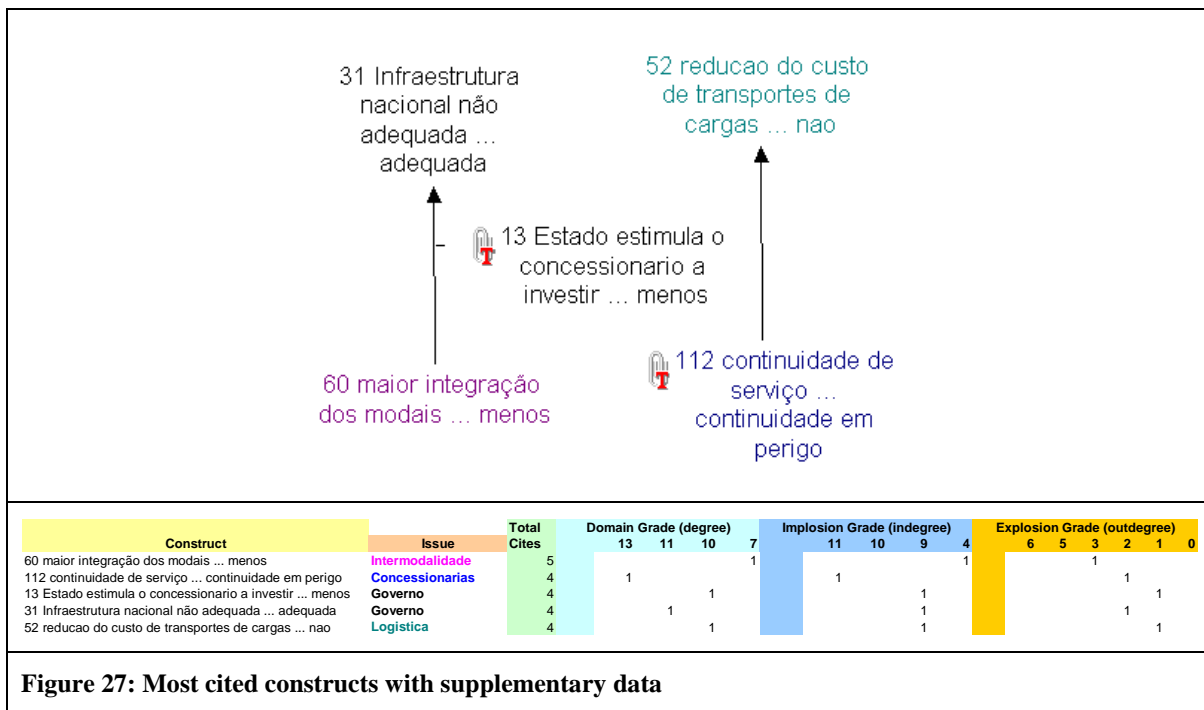 31 Infraestrutura
nacional não
adequada ...
adequada
52 reducao do custo
de transportes de
cargas ... nao
-
13 Estado estimula o
concessionario a
investir ... menos
60 maior integração
dos modais ... menos
112 continuidade de
serviço ...
continuidade em
perigo
Total Domain Grade (degree) Implosion Grade (indegree) Explosion Grade (outdegree)
Construct Issue Cites 13 11 10 7 11 10 9 4 6 5 3 2 1 0
60 maior integração dos modais ... menos Intermodalidade 5 1 1 1
112 continuidade de serviço ... continuidade em perigo Concessionarias 4 1 1 1
13 Estado estimula o concessionario a investir ... menos Governo 4 1 1 1
31 Infraestrutura nacional não adequada ... adequada Governo 4 1 1 1
52 reducao do custo de transportes de cargas ... nao Logistica 4 1 1 1
Figure 27: Most cited constructs with supplementary data